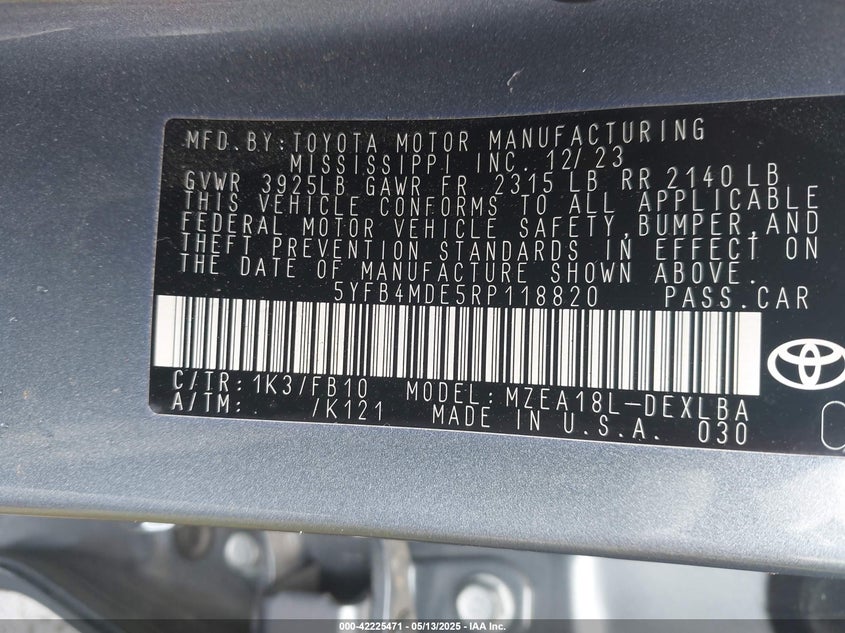 MFD. BY: TOYOTA MOTOR MANUFACTURING
MISSISSIPPI INC. 12/23
GVWR 3925LB GAWR FR 2315 LB RR 2140 LB
THIS VEHICLE CONFORMS TO ALL APPLICABLE
FEDERAL MOTOR VEHICLE SAFETY, BUMPER, AND
THEFT PREVENTION STANDARDS IN EFFECT ON
THE DATE OF MANUFACTURE SHOWN ABOVE.
5YFB4MDE5RP118820 PASS. CAR
C/TR: 1K3/FB10 MODEL: MZEA18L-DEXLBA
A/TM: . /K121 MADE IN U.S.A. 030
000-42225471 - 05/13/2025 - IAA Inc.